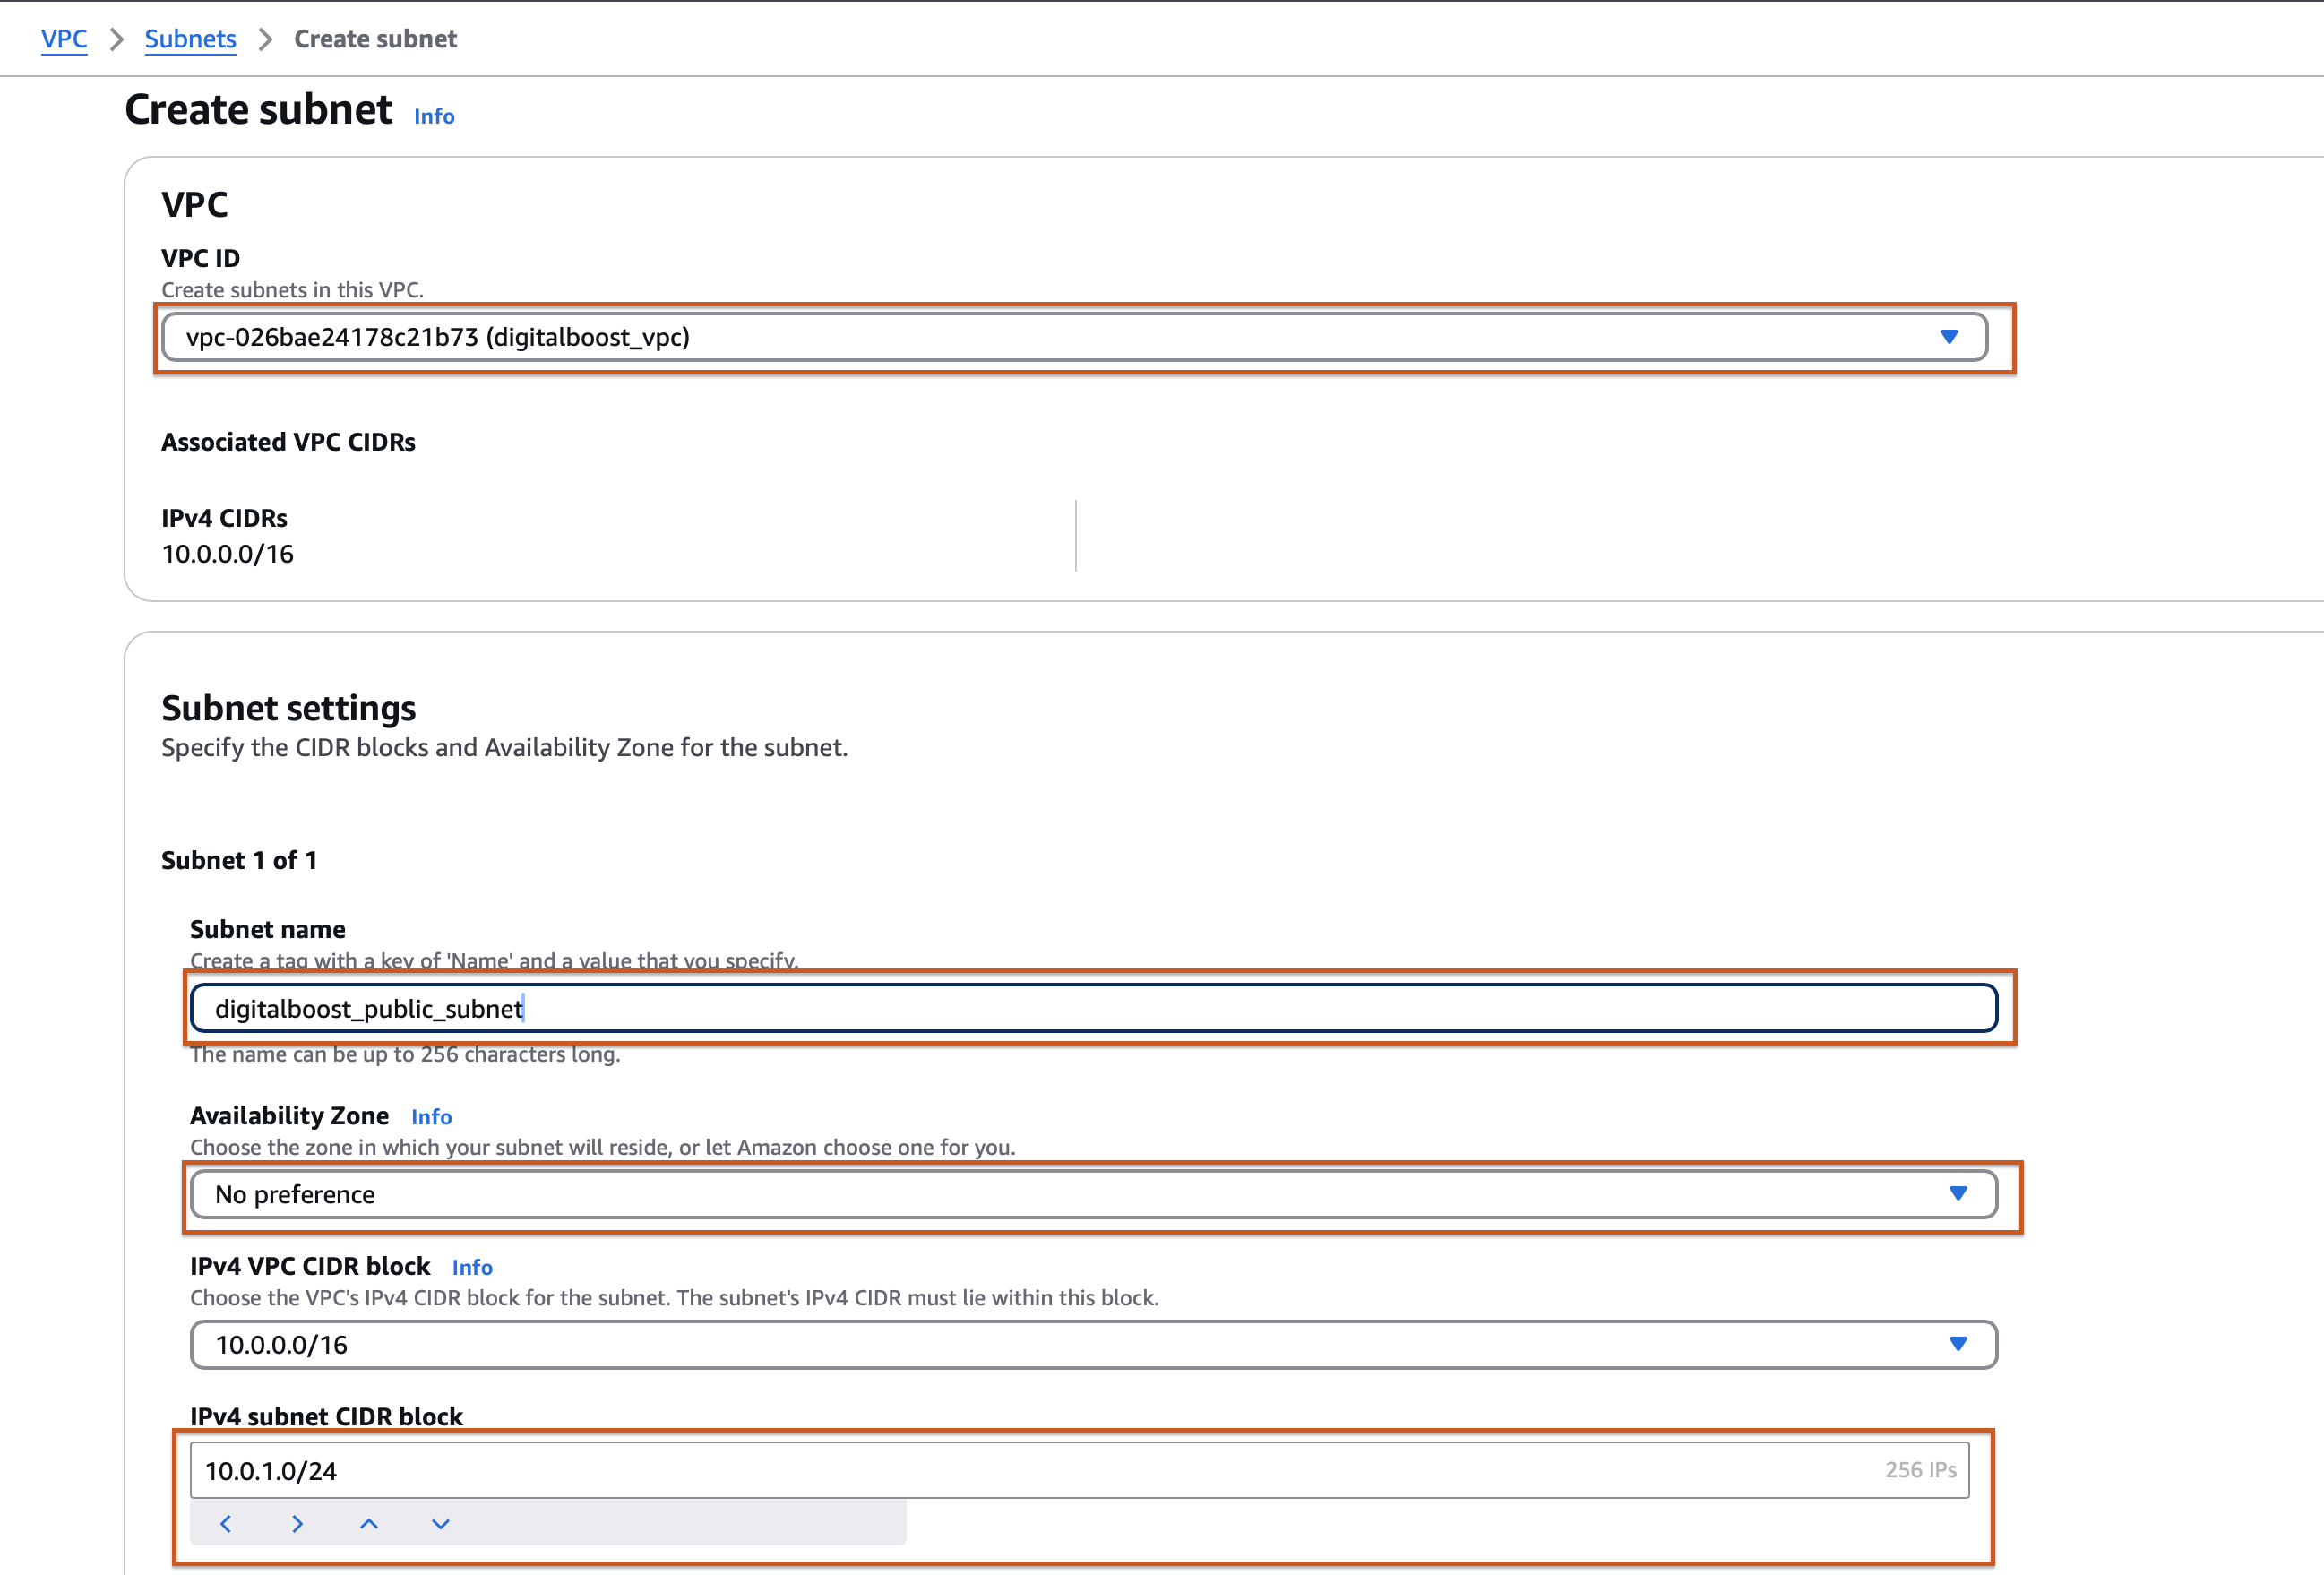 VPC > Subnets > Create subnet
Create subnet Info
VPC
VPC ID
Create subnets in this VPC.
vpc-026bae24178c21b73 (digitalboost_vpc)
Associated VPC CIDRs
IPv4 CIDRs
10.0.0.0/16
Subnet settings
Specify the CIDR blocks and Availability Zone for the subnet.
Subnet 1 of 1
Subnet name
Create a tag with a key of 'Name' and a value that you specify.
digitalboost_public_subnet
The name can be up to 256 characters long.
Availability Zone Info
Choose the zone in which your subnet will reside, or let Amazon choose one for you.
No preference
IPv4 VPC CIDR block Info
Choose the VPC's IPv4 CIDR block for the subnet. The subnet's IPv4 CIDR must lie within this block.
10.0.0.0/16
IPv4 subnet CIDR block
10.0.1.0/24 256 IPs